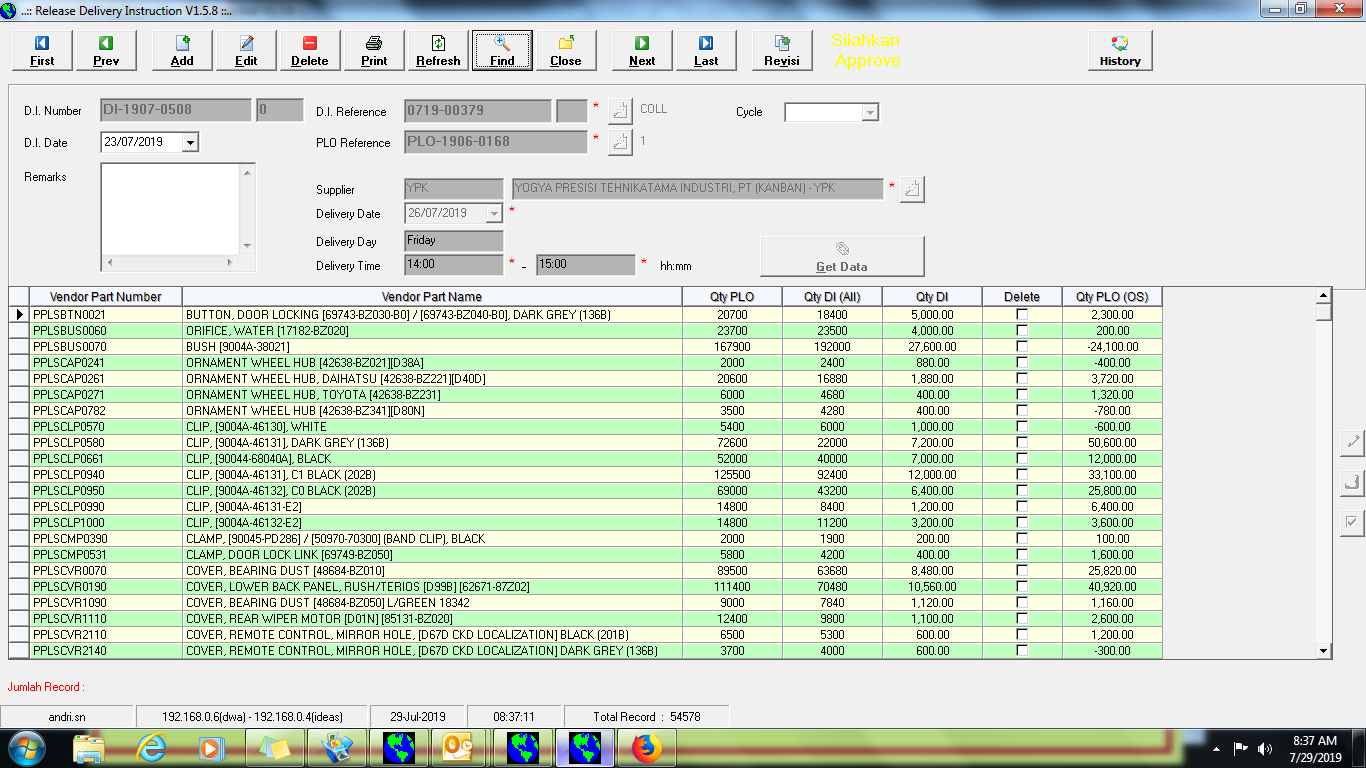 ..:: Release Delivery Instruction V1.5.8 ::..
First Prev Add Edit Delete Print Refresh Find Close Next Last Revisi Silahkan Approve History
D.I. Number DI-1907-0508 0 D.I. Reference 0719-00379 * COLL Cycle
D.I. Date 23/07/2019 PLO Reference PLO-1906-0168 * 1
Remarks
Supplier YPK YOGYA PRESISI TEHNIKATAMA INDUSTRI, PT (KANBAN) - YPK *
Delivery Date 26/07/2019 *
Delivery Day Friday
Delivery Time 14:00 * - 15:00 * hh:mm
Get Data
Vendor Part Number Vendor Part Name Qty PLO Qty DI (All) Qty DI Delete Qty PLO (OS)
PPLSBTN0021 BUTTON, DOOR LOCKING [69743-BZ030-B0] / [69743-BZ040-B0], DARK GREY (136B) 20700 18400 5,000.00 2,300.00
PPLSBUS0060 ORIFICE, WATER [17182-BZ020] 23700 23500 4,000.00 200.00
PPLSBUS0070 BUSH [9004A-38021] 167900 192000 27,600.00 -24,100.00
PPLSCAP0241 ORNAMENT WHEEL HUB [42638-BZ021][D38A] 2000 2400 880.00 -400.00
PPLSCAP0261 ORNAMENT WHEEL HUB, DAIHATSU [42638-BZ221][D40D] 20600 16880 1,880.00 3,720.00
PPLSCAP0271 ORNAMENT WHEEL HUB, TOYOTA [42638-BZ231] 6000 4680 400.00 1,320.00
PPLSCAP0782 ORNAMENT WHEEL HUB [42638-BZ341][D80N] 3500 4280 400.00 -780.00
PPLSCLP0570 CLIP, [9004A-46130], WHITE 5400 6000 1,000.00 -600.00
PPLSCLP0580 CLIP, [9004A-46131], DARK GREY (136B) 72600 22000 7,200.00 50,600.00
PPLSCLP0661 CLIP, [90044-68040A], BLACK 52000 40000 7,000.00 12,000.00
PPLSCLP0940 CLIP, [9004A-46131], C1 BLACK (202B) 125500 92400 12,000.00 33,100.00
PPLSCLP0950 CLIP, [9004A-46132], C0 BLACK (202B) 69000 43200 6,400.00 25,800.00
PPLSCLP0990 CLIP, [9004A-46131-E2] 14800 8400 1,200.00 6,400.00
PPLSCLP1000 CLIP, [9004A-46132-E2] 14800 11200 3,200.00 3,600.00
PPLSCMP0390 CLAMP, [90045-PD286] / [50970-70300] (BAND CLIP), BLACK 2000 1900 200.00 100.00
PPLSCMP0531 CLAMP, DOOR LOCK LINK [69749-BZ050] 5800 4200 400.00 1,600.00
PPLSCVR0070 COVER, BEARING DUST [48684-BZ010] 89500 63680 8,480.00 25,820.00
PPLSCVR0190 COVER, LOWER BACK PANEL, RUSH/TERIOS [D99B] [62671-87Z02] 111400 70480 10,560.00 40,920.00
PPLSCVR1090 COVER, BEARING DUST [48684-BZ050] L/GREEN 18342 9000 7840 1,120.00 1,160.00
PPLSCVR1110 COVER, REAR WIPER MOTOR [D01N] [85131-BZ020] 12400 9800 1,100.00 2,600.00
PPLSCVR2110 COVER, REMOTE CONTROL, MIRROR HOLE, [D67D CKD LOCALIZATION] BLACK (201B) 6500 5300 600.00 1,200.00
PPLSCVR2140 COVER, REMOTE CONTROL, MIRROR HOLE, [D67D CKD LOCALIZATION] DARK GREY (136B) 3700 4000 600.00 -300.00
Jumlah Record :
andri.sn 192.168.0.6(dwa) - 192.168.0.4(ideas) 29-Jul-2019 08:37:11 Total Record : 54578
8:37 AM
7/29/2019